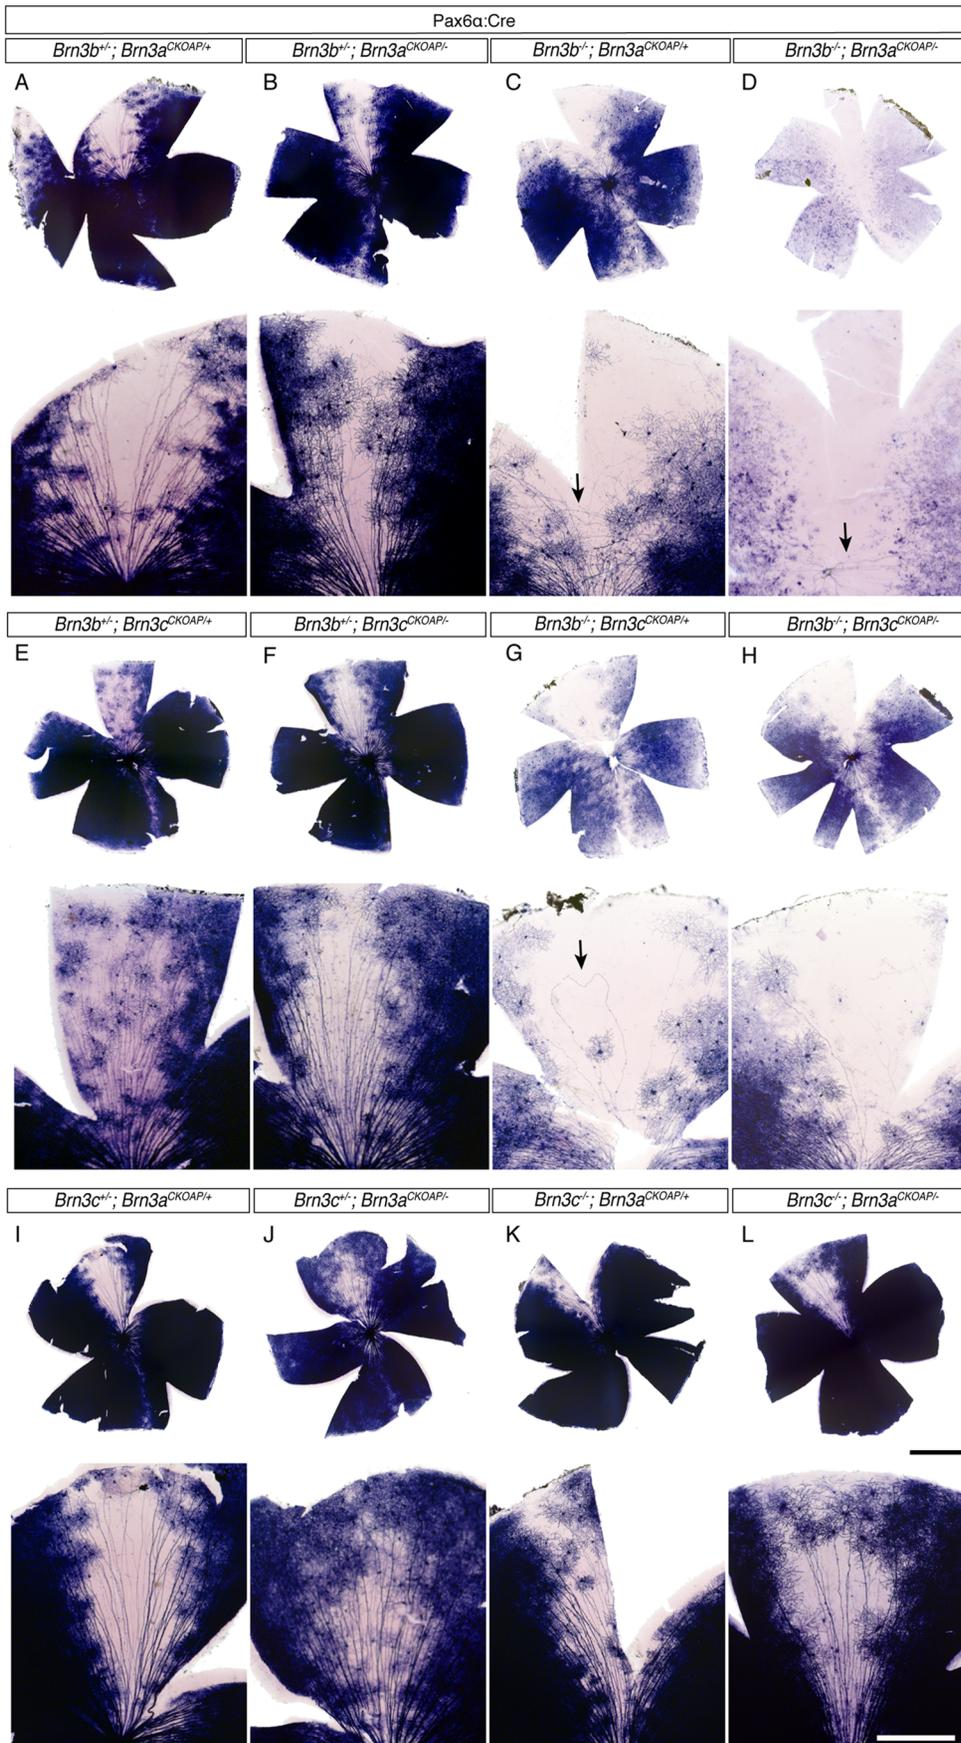 Pax6α:Cre
Brn3b+/-; Brn3aCKOAP/+ Brn3b+/-; Brn3aCKOAP/- Brn3b-/-; Brn3aCKOAP/+ Brn3b-/-; Brn3aCKOAP/-
A B C D
Brn3b+/-; Brn3cCKOAP/+ Brn3b+/-; Brn3cCKOAP/- Brn3b-/-; Brn3cCKOAP/+ Brn3b-/-; Brn3cCKOAP/-
E F G H
Brn3c+/-; Brn3aCKOAP/+ Brn3c+/-; Brn3aCKOAP/- Brn3c-/-; Brn3aCKOAP/+ Brn3c-/-; Brn3aCKOAP/-
I J K L